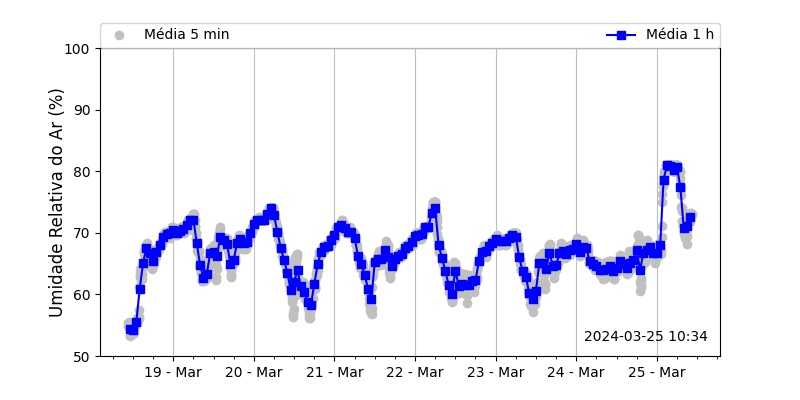 Média 5 min
Média 1 h
Umidade Relativa do Ar (%)
100
90
80
70
60
50
2024-03-25 10:34
19 - Mar
20 - Mar
21 - Mar
22 - Mar
23 - Mar
24 - Mar
25 - Mar